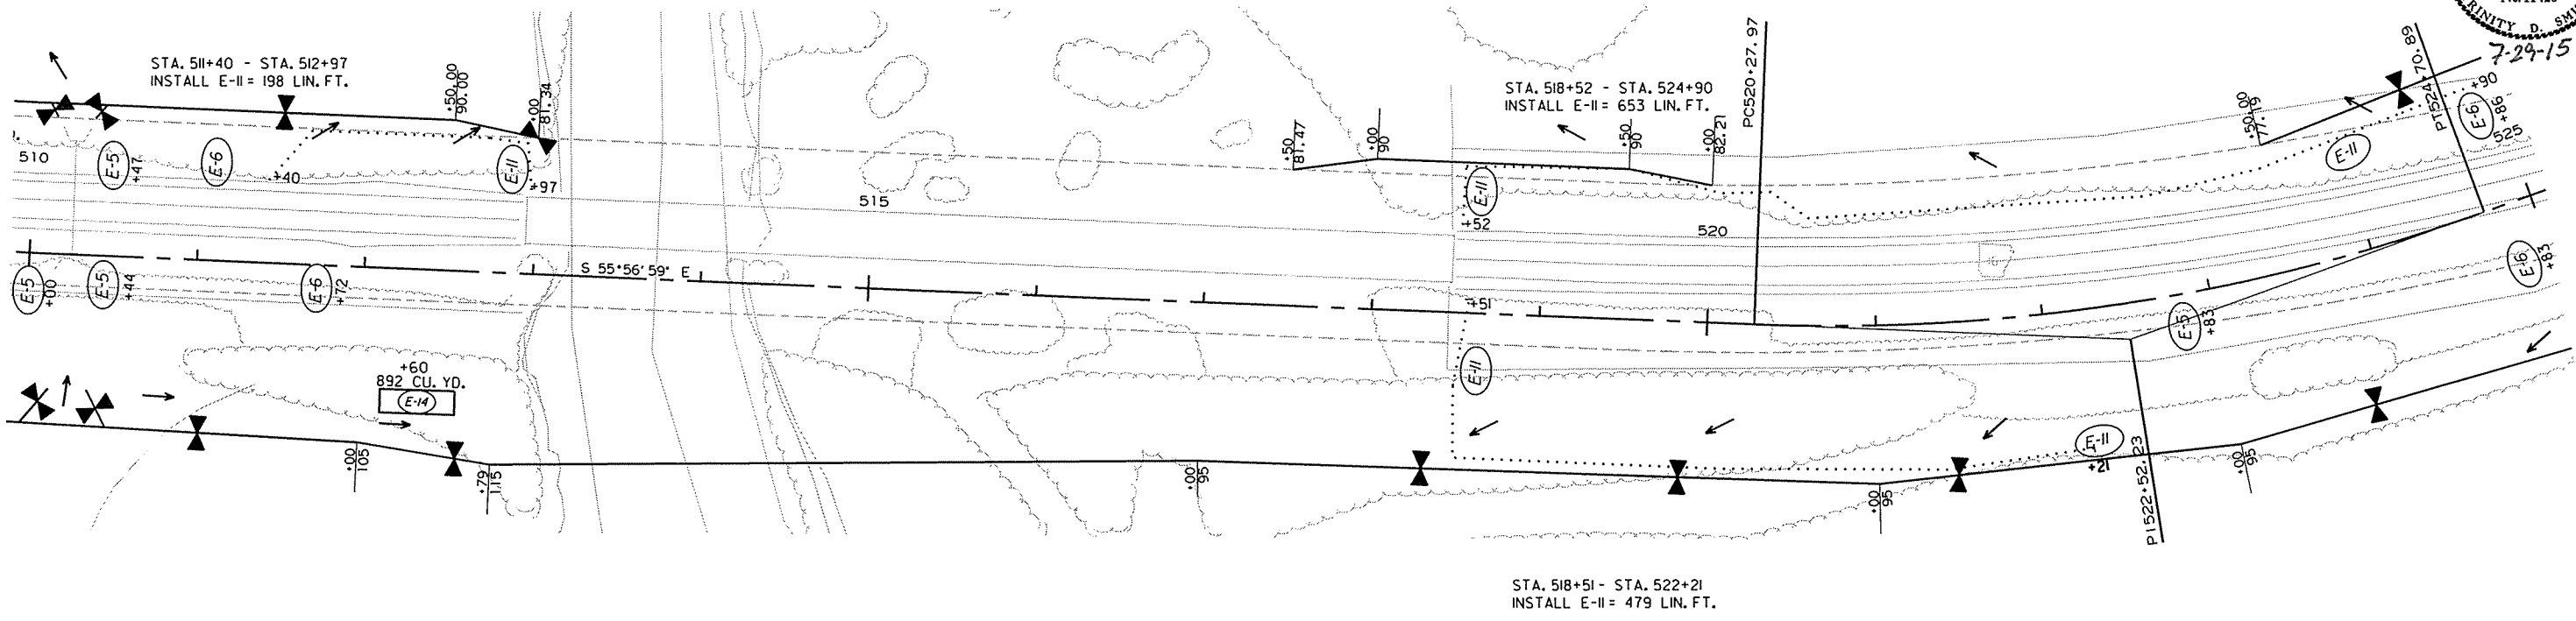 RINITY D. SMI
7-29-15
STA. 511+40 - STA. 512+97
INSTALL E-11 = 198 LIN. FT.
+50.00
90.00
+00
81.34
STA. 518+52 - STA. 524+90
INSTALL E-11 = 653 LIN. FT.
PC520+27.97
PT524+70.89
+50
81.47
+00
90
+50
90
+00
82.21
+50.00
77.19
+90
E-6
+86
525
510
E-5
+47
E-6
+40
E-11
+97
515
E-11
+52
520
E-11
S 55°56'59" E
E-5
+00
E-5
+44
E-6
+72
+51
E-11
E-5
+83
E-6
+83
+60
892 CU. YD.
E-14
+00
105
+79
115
+00
95
+00
95
E-11
+21
PI522+52.23
+00
95
STA. 518+51 - STA. 522+21
INSTALL E-11 = 479 LIN. FT.